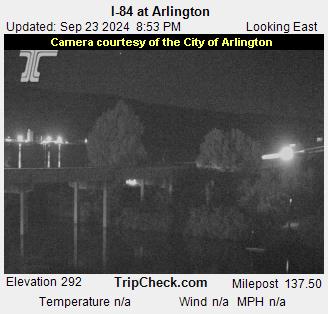 I-84 at Arlington
Updated: Sep 23 2024 8:53 PM Looking East
Camera courtesy of the City of Arlington
Elevation 292 TripCheck.com Milepost 137.50
Temperature n/a Wind n/a MPH n/a